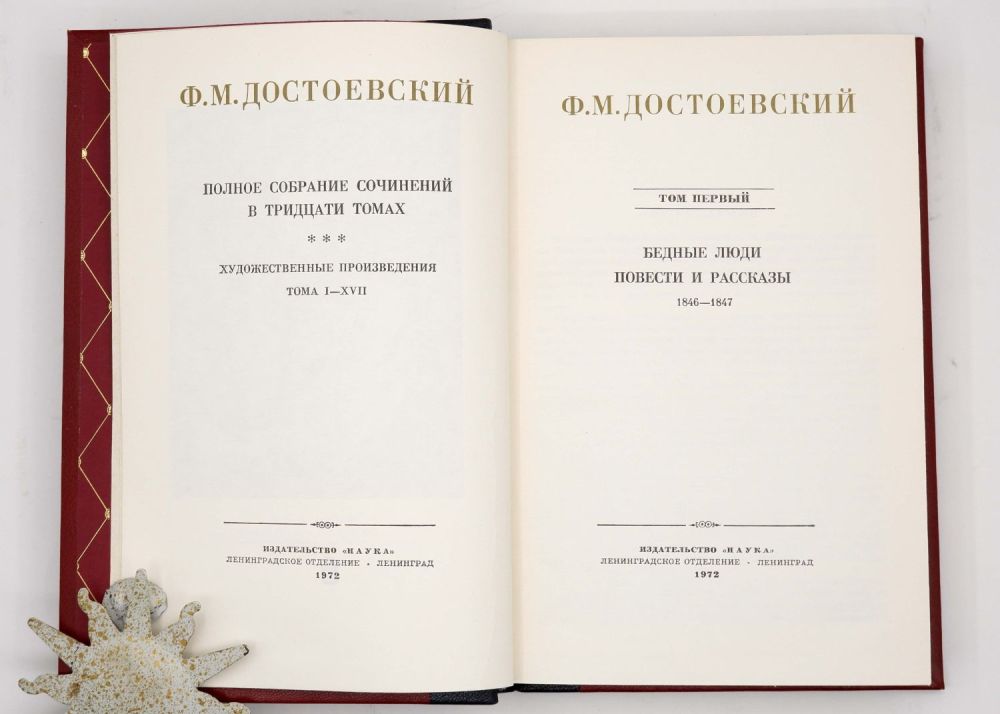 Ф.М.ДОСТОЕВСКИЙ
ПОЛНОЕ СОБРАНИЕ СОЧИНЕНИЙ
В ТРИДЦАТИ ТОМАХ
* * *
ХУДОЖЕСТВЕННЫЕ ПРОИЗВЕДЕНИЯ
ТОМА I—XVII
ИЗДАТЕЛЬСТВО «НАУКА»
ЛЕНИНГРАДСКОЕ ОТДЕЛЕНИЕ · ЛЕНИНГРАД
1972
Ф.М.ДОСТОЕВСКИЙ
ТОМ ПЕРВЫЙ
БЕДНЫЕ ЛЮДИ
ПОВЕСТИ И РАССКАЗЫ
1846—1847
ИЗДАТЕЛЬСТВО «НАУКА»
ЛЕНИНГРАДСКОЕ ОТДЕЛЕНИЕ · ЛЕНИНГРАД
1972